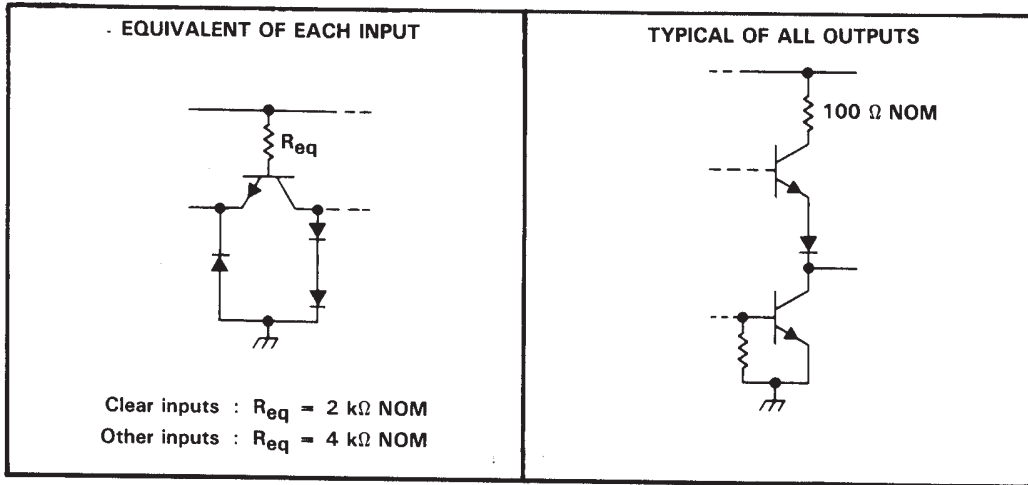 EQUIVALENT OF EACH INPUT
Req
Clear inputs : Req = 2 kΩ NOM
Other inputs : Req = 4 kΩ NOM
TYPICAL OF ALL OUTPUTS
100 Ω NOM